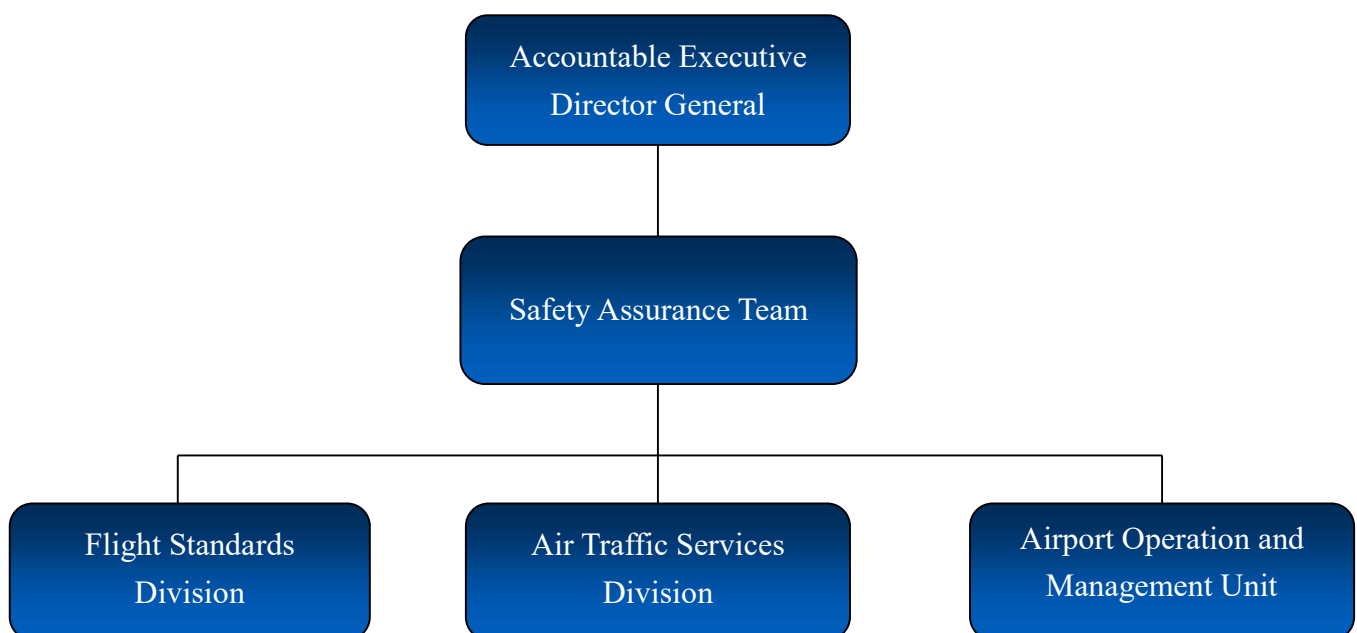 Accountable Executive
Director General
Safety Assurance Team
Flight Standards
Division
Air Traffic Services
Division
Airport Operation and
Management Unit